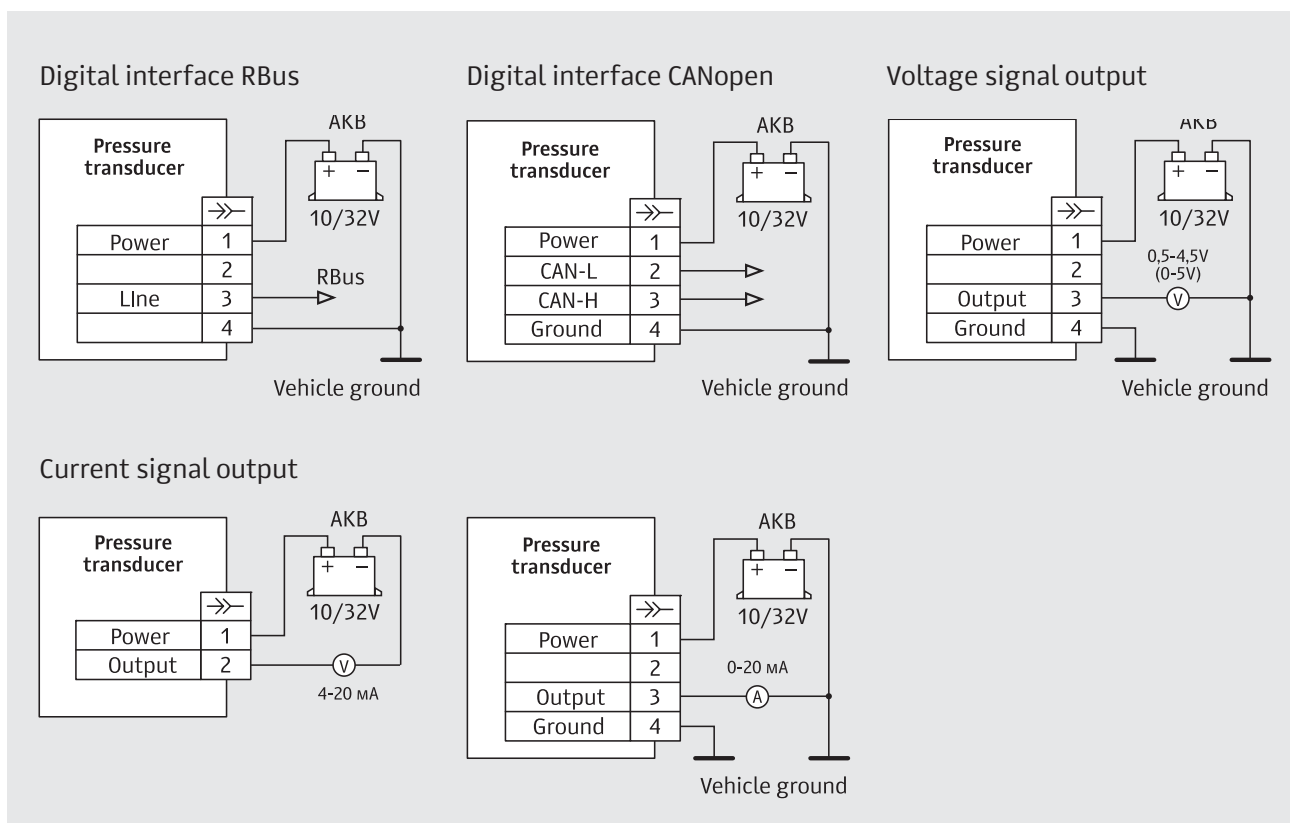 Digital interface RBus
Pressure
transducer
AKB
+ −
10/32V
Power 1
2
RBus
LIne 3
4
Vehicle ground
Digital interface CANopen
Pressure
transducer
AKB
+ −
10/32V
Power 1
CAN-L 2
CAN-H 3
Ground 4
Vehicle ground
Voltage signal output
Pressure
transducer
AKB
+ −
10/32V
Power 1
2
0,5-4,5V
(0-5V)
Output 3
V
Ground 4
Vehicle ground
Current signal output
Pressure
transducer
AKB
+ −
10/32V
Power 1
Output 2
V
4-20 мА
Pressure
transducer
AKB
+ −
10/32V
Power 1
2
0-20 мА
Output 3
A
Ground 4
Vehicle ground